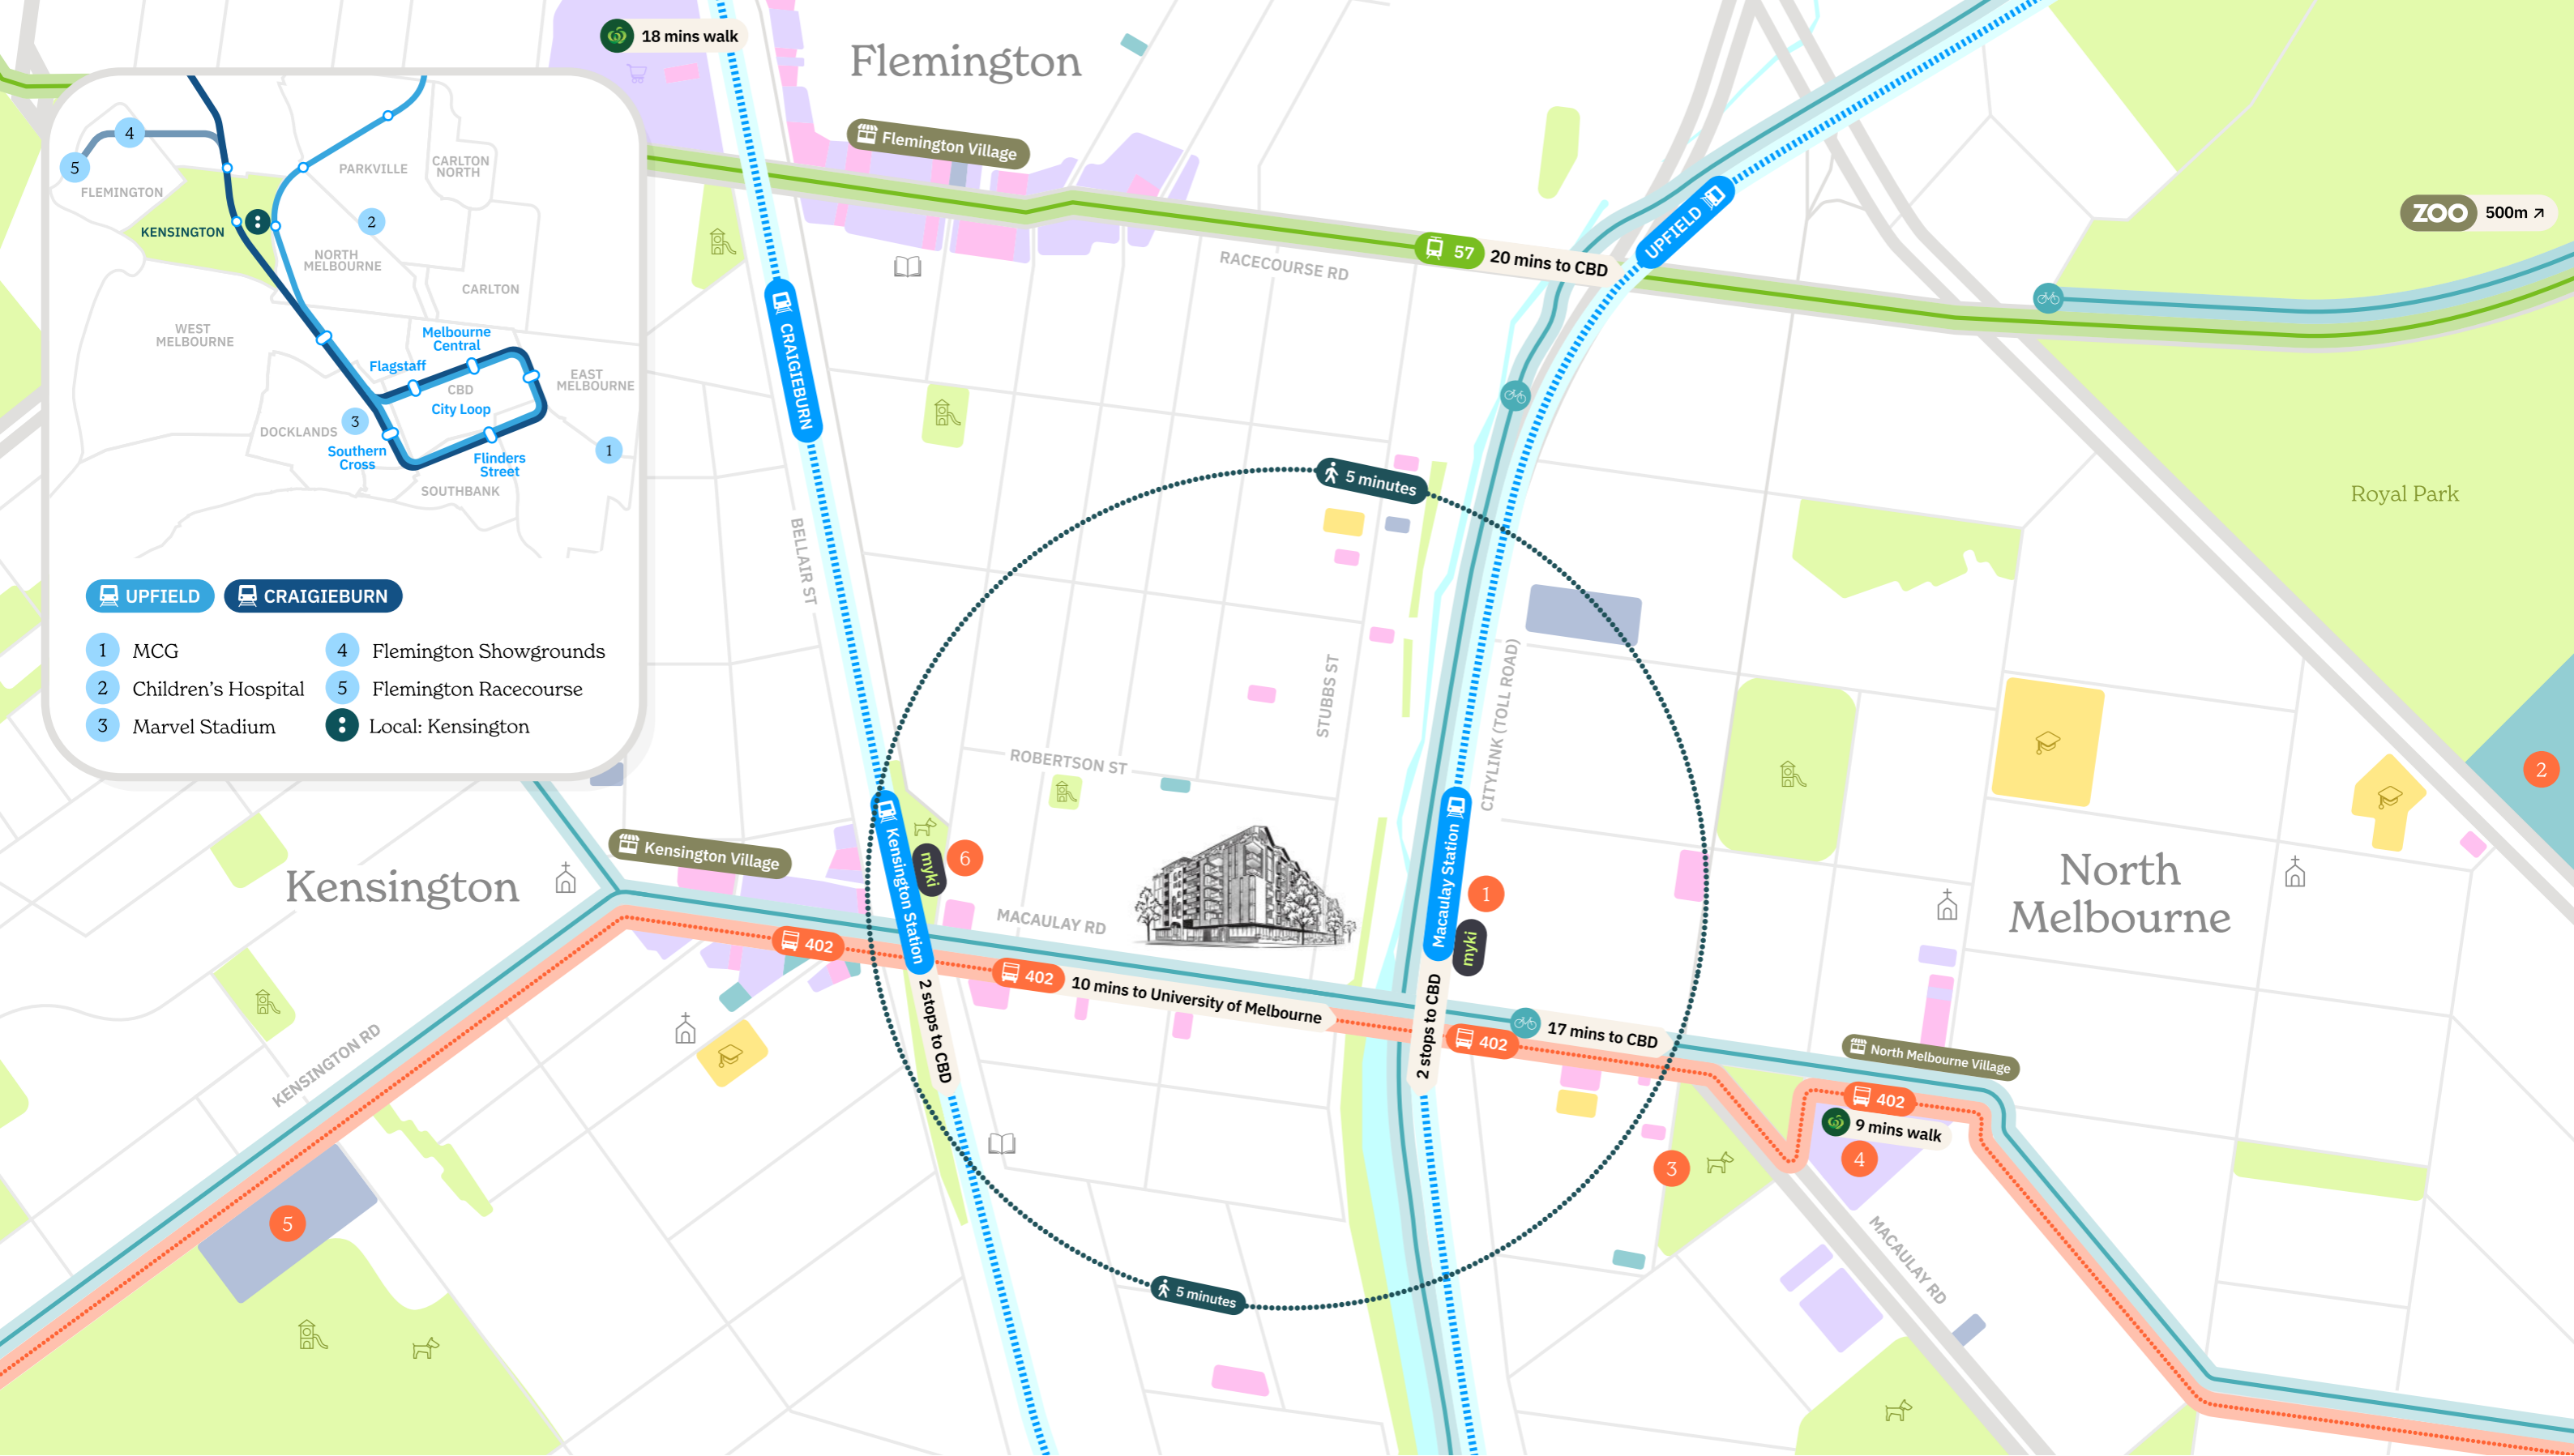 18 mins walk
Flemington
Flemington Village
ZOO 500m ↗
UPFIELD
57 20 mins to CBD
RACECOURSE RD
CRAIGIEBURN
Royal Park
5 minutes
BELLAIR ST
STUBBS ST
CITYLINK (TOLL ROAD)
ROBERTSON ST
Kensington Village
Kensington
Kensington Station
myki
6
MACAULAY RD
Macaulay Station
1
myki
2
North
Melbourne
402
402
10 mins to University of Melbourne
2 stops to CBD
2 stops to CBD
402
17 mins to CBD
North Melbourne Village
402
9 mins walk
4
3
KENSINGTON RD
5
5 minutes
MACAULAY RD
4
5
FLEMINGTON
PARKVILLE
CARLTON
NORTH
KENSINGTON
2
NORTH
MELBOURNE
CARLTON
WEST
MELBOURNE
Melbourne
Central
Flagstaff
CBD
City Loop
EAST
MELBOURNE
3
DOCKLANDS
Southern
Cross
Flinders
Street
1
SOUTHBANK
UPFIELD
CRAIGIEBURN
1 MCG
2 Children's Hospital
3 Marvel Stadium
4 Flemington Showgrounds
5 Flemington Racecourse
Local: Kensington